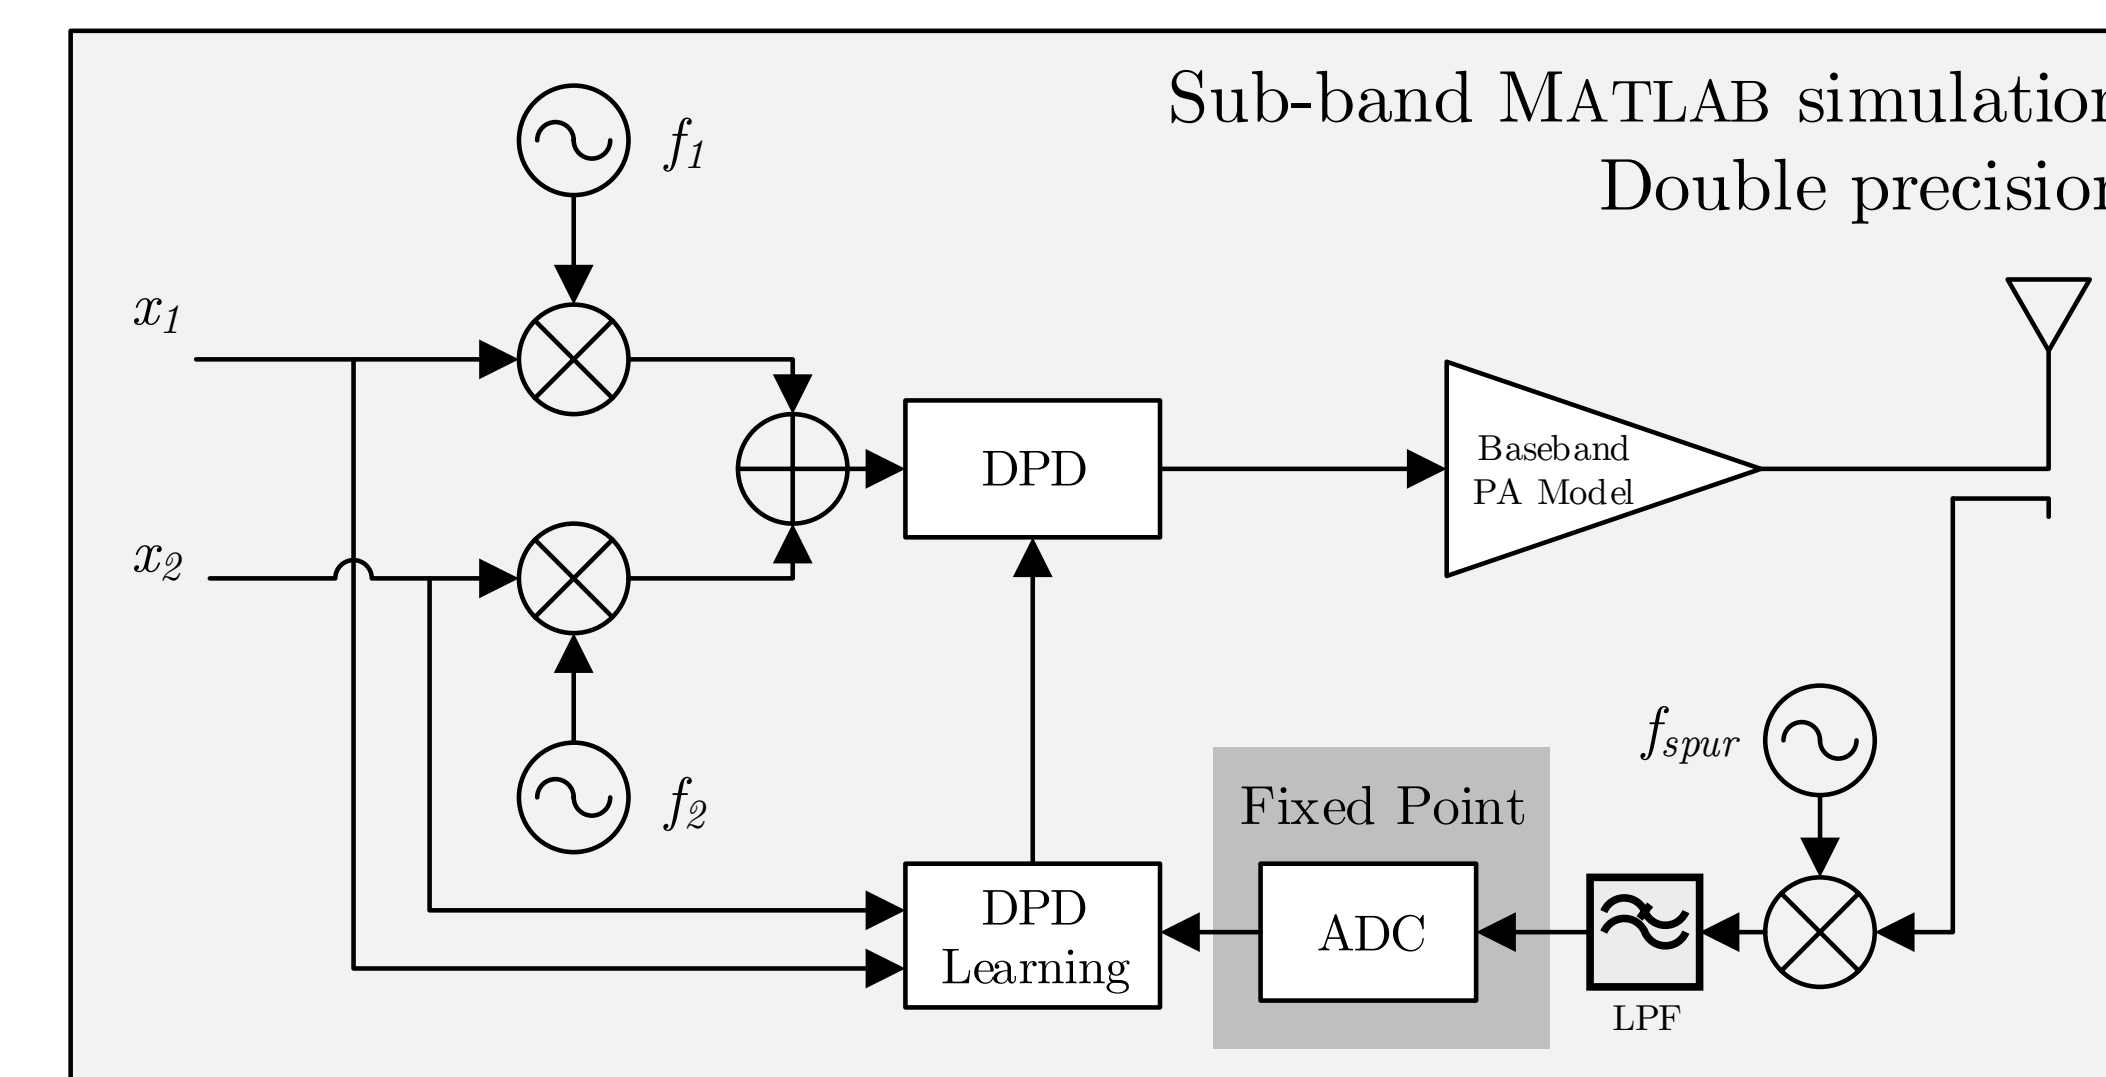 Sub-band MATLAB simulation
Double precision
f1
x1
DPD
Baseband
PA Model
x2
fspur
f2
Fixed Point
DPD
Learning
ADC
LPF